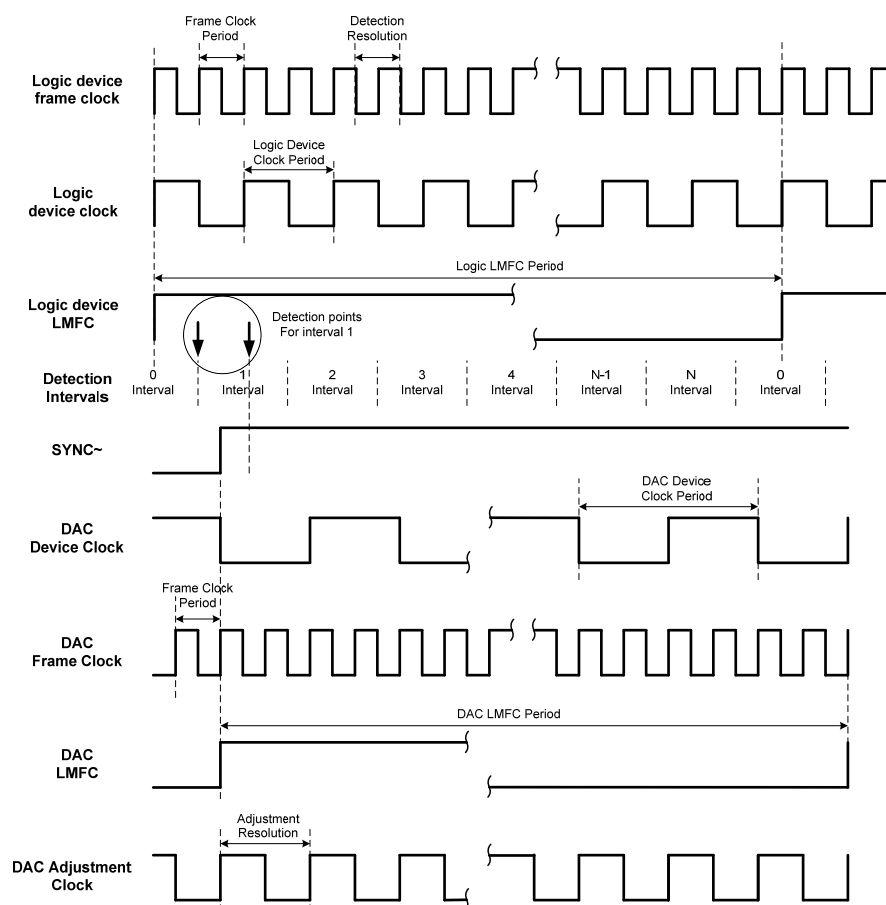 Frame Clock
Period
Detection
Resolution
Logic device
frame clock
Logic Device
Clock Period
Logic
device clock
Logic LMFC Period
Logic device
LMFC
Detection points
For interval 1
Detection
Intervals
0
Interval
1
Interval
2
Interval
3
Interval
4
Interval
N-1
Interval
N
Interval
0
Interval
SYNC~
DAC Device
Clock Period
DAC
Device Clock
Frame Clock
Period
DAC
Frame Clock
DAC LMFC Period
DAC
LMFC
Adjustment
Resolution
DAC Adjustment
Clock